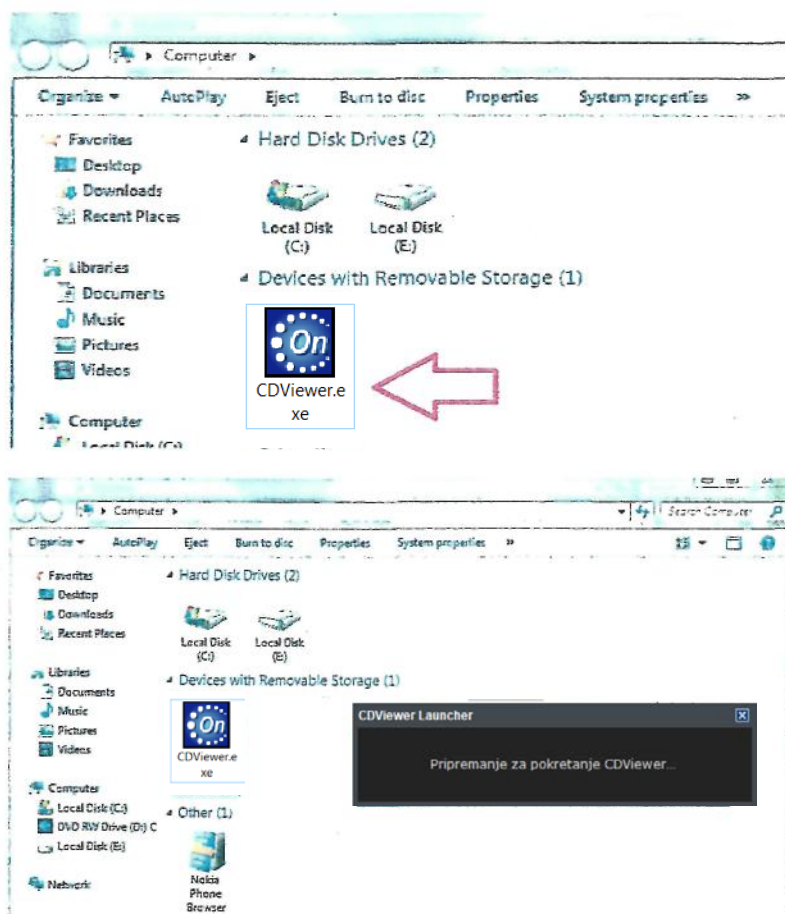 Computer
Organize AutoPlay Eject Burn to disc Properties System properties »
Favorites
Desktop
Downloads
Recent Places
Libraries
Documents
Music
Pictures
Videos
Computer
Local Disk (C:)
Hard Disk Drives (2)
Local Disk
(C:)
Local Disk
(E:)
Devices with Removable Storage (1)
On
CDViewer.e
xe
Computer
Search Computer
Organize AutoPlay Eject Burn to disc Properties System properties »
Favorites
Desktop
Downloads
Recent Places
Libraries
Documents
Music
Pictures
Videos
Computer
Local Disk (C:)
DVD RW Drive (D:) C
Local Disk (E:)
Network
Hard Disk Drives (2)
Local Disk
(C:)
Local Disk
(E:)
Devices with Removable Storage (1)
On
CDViewer.e
xe
Other (1)
Nokia
Phone
Browser
CDViewer Launcher
Pripremanje za pokretanje CDViewer...